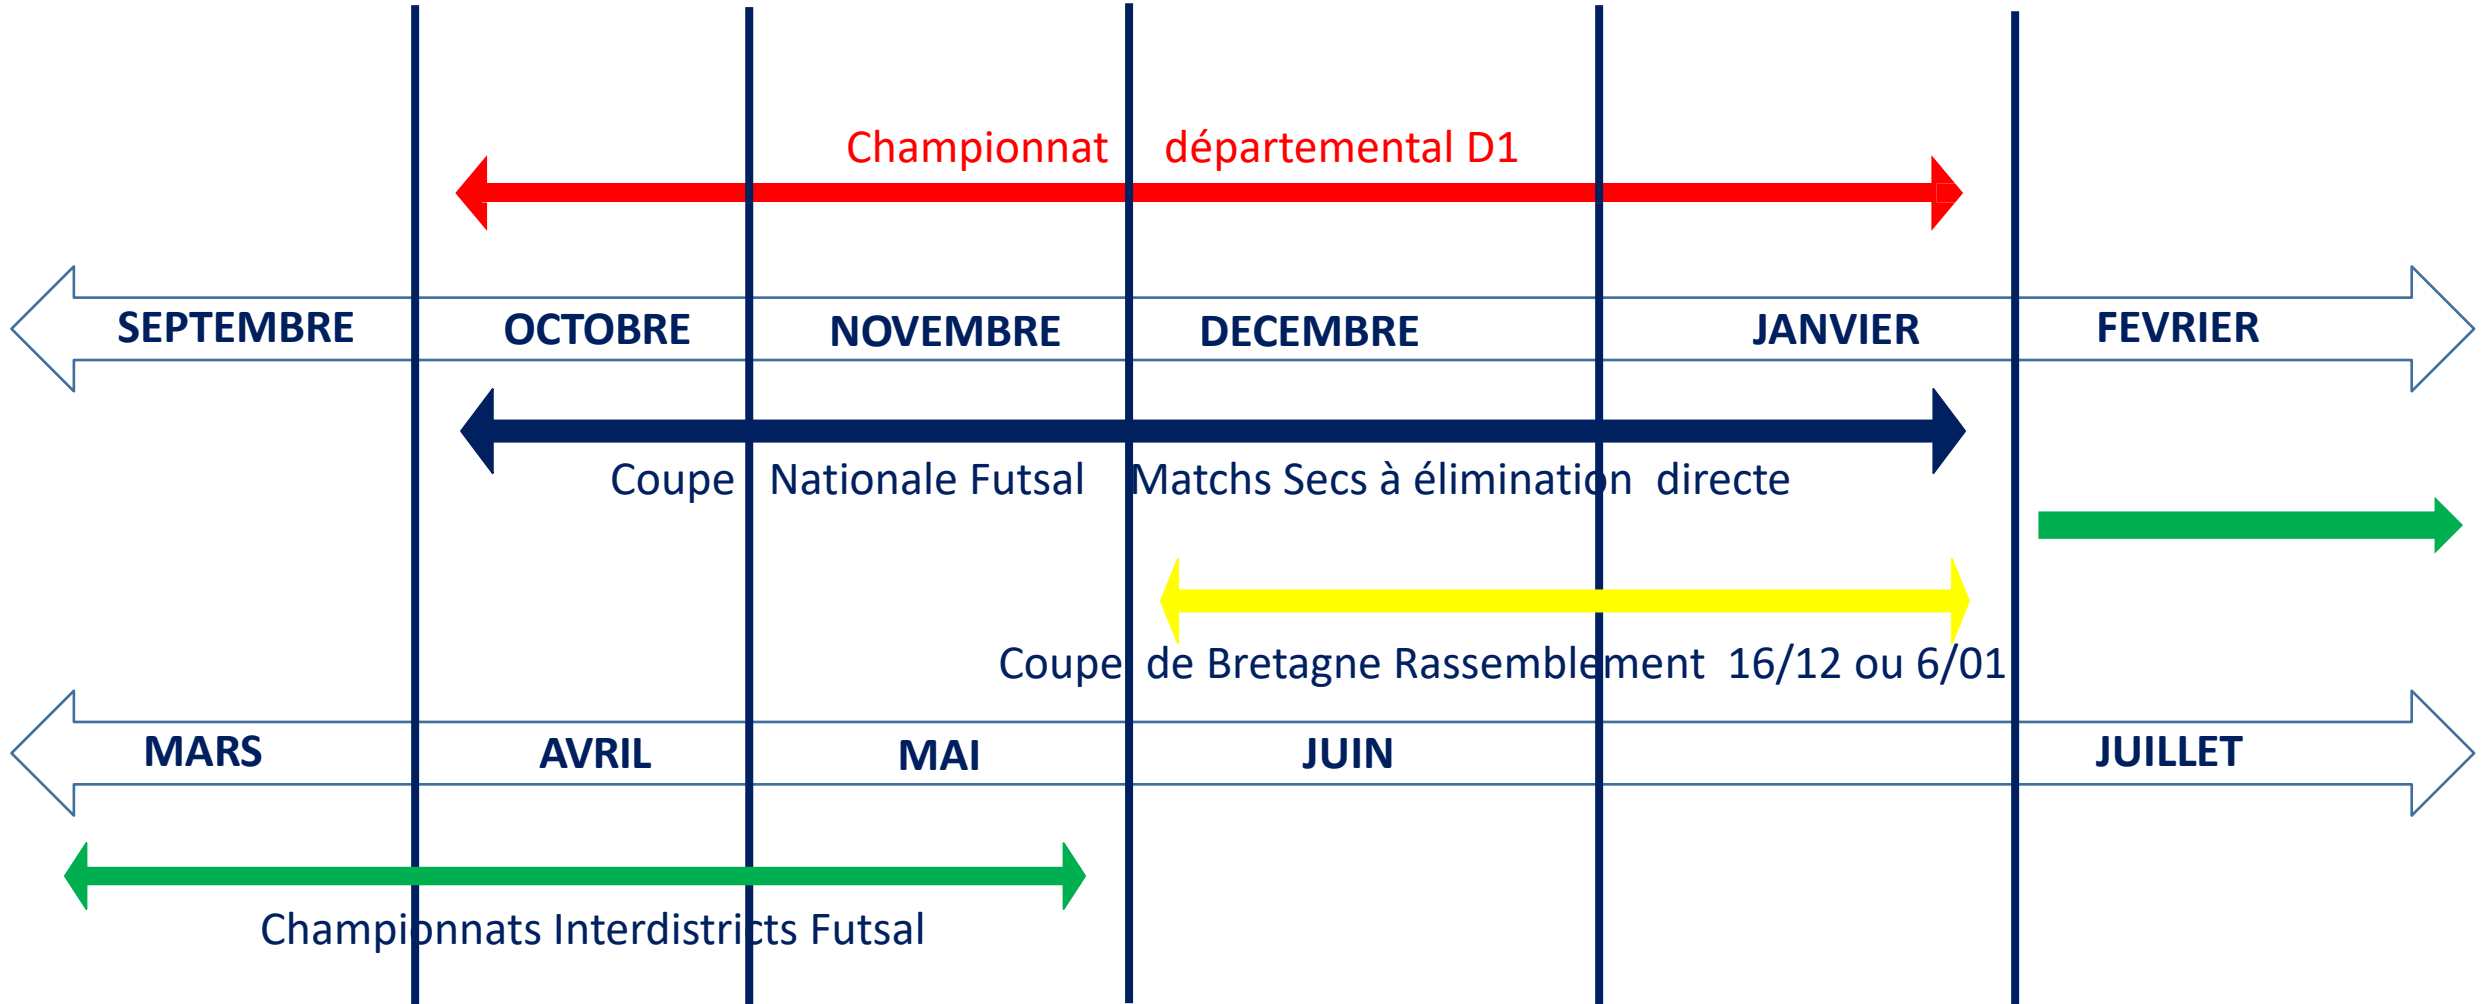 Championnat départemental D1
SEPTEMBRE OCTOBRE NOVEMBRE DECEMBRE JANVIER FEVRIER
Coupe Nationale Futsal Matchs Secs à élimination directe
Coupe de Bretagne Rassemblement 16/12 ou 6/01
MARS AVRIL MAI JUIN JUILLET
Championnats Interdistricts Futsal